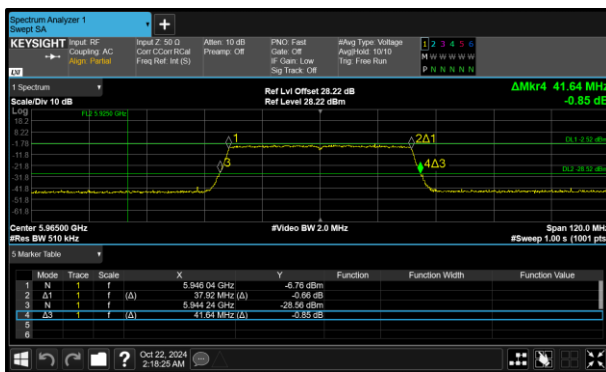 Spectrum Analyzer 1
Swept SA
+
KEYSIGHT Input: RF Input Z: 50 Ω Atten: 10 dB PNO: Fast #Avg Type: Voltage 1 2 3 4 5 6
Coupling: AC Corr CCorr RCal Preamp: Off Gate: Off Avg|Hold: 10/10 M W W W W W
Align: Partial Freq Ref: Int (S) IF Gain: Low Trig: Free Run P N N N N N
Sig Track: Off
LXI
1 Spectrum
Scale/Div 10 dB
Ref Lvl Offset 28.22 dB
Ref Level 28.22 dBm
ΔMkr4 41.64 MHz
-0.85 dB
Log
FL2 5.9250 GHz
18.2
8.22
-1.78
-11.8
-21.8
-31.8
-41.8
-51.8
-61.8
1
2Δ1
3
4Δ3
DL1 -2.52 dBm
DL2 -28.52 dBm
Center 5.96500 GHz #Video BW 2.0 MHz Span 120.0 MHz
#Res BW 510 kHz #Sweep 1.00 s (1001 pts)
5 Marker Table
Mode Trace Scale X Y Function Function Width Function Value
1 N 1 f 5.946 04 GHz -6.76 dBm
2 Δ1 1 f (Δ) 37.92 MHz (Δ) -0.66 dB
3 N 1 f 5.944 24 GHz -28.56 dBm
4 Δ3 1 f (Δ) 41.64 MHz (Δ) -0.85 dB
5
6
? Oct 22, 2024
2:18:25 AM